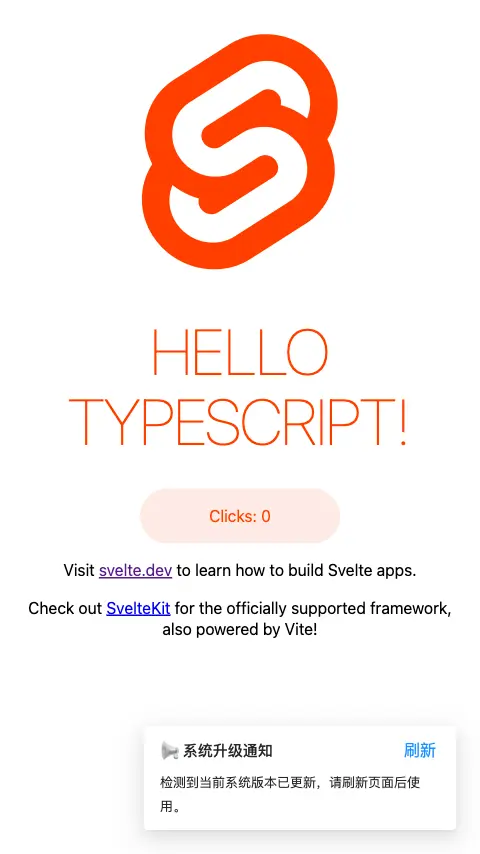 HELLO
TYPESCRIPT!
Clicks: 0
Visit svelte.dev to learn how to build Svelte apps.
Check out SvelteKit for the officially supported framework,
also powered by Vite!
📢 系统升级通知 刷新
检测到当前系统版本已更新，请刷新页面后使
用。